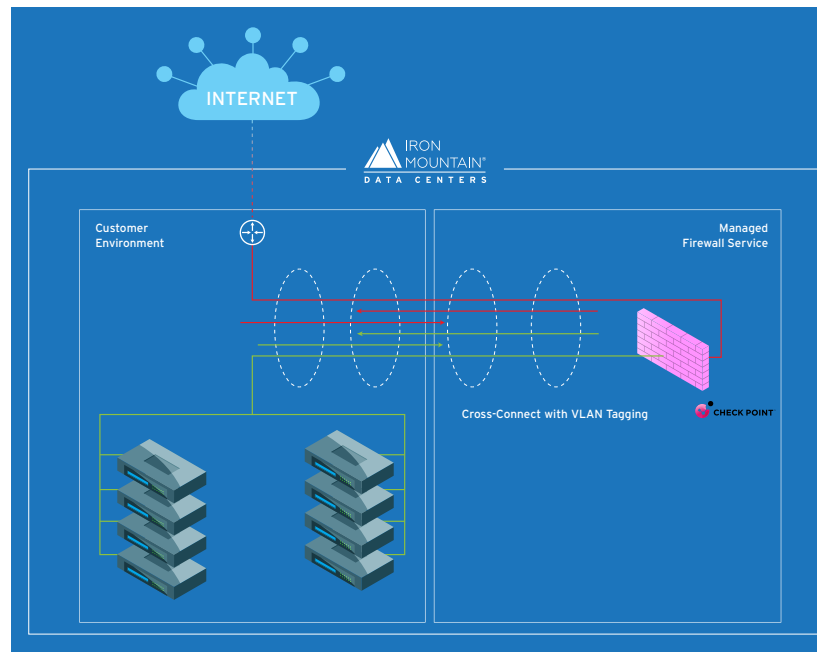 INTERNET
IRON
MOUNTAIN®
DATA CENTERS
Customer
Environment
Managed
Firewall Service
Cross-Connect with VLAN Tagging
CHECK POINT